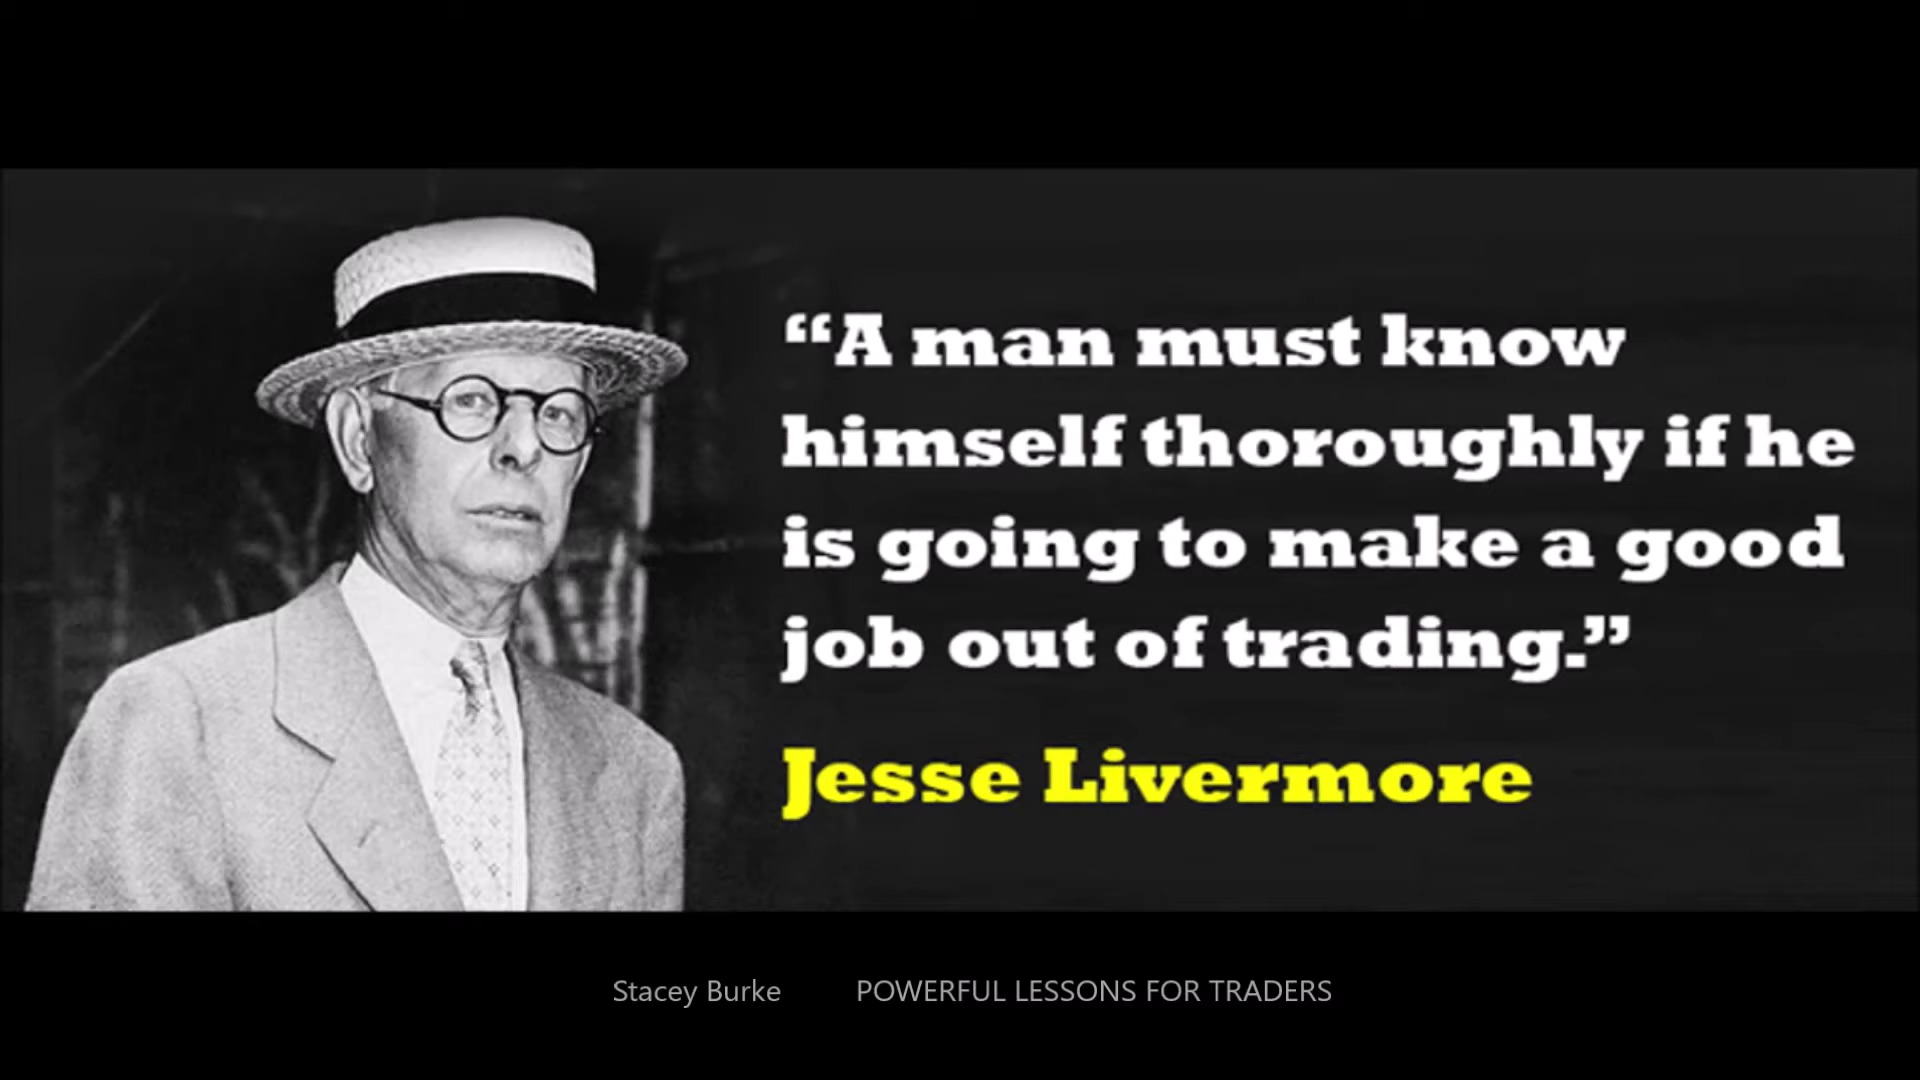 “A man must know
himself thoroughly if he
is going to make a good
job out of trading.”
Jesse Livermore
Stacey Burke POWERFUL LESSONS FOR TRADERS